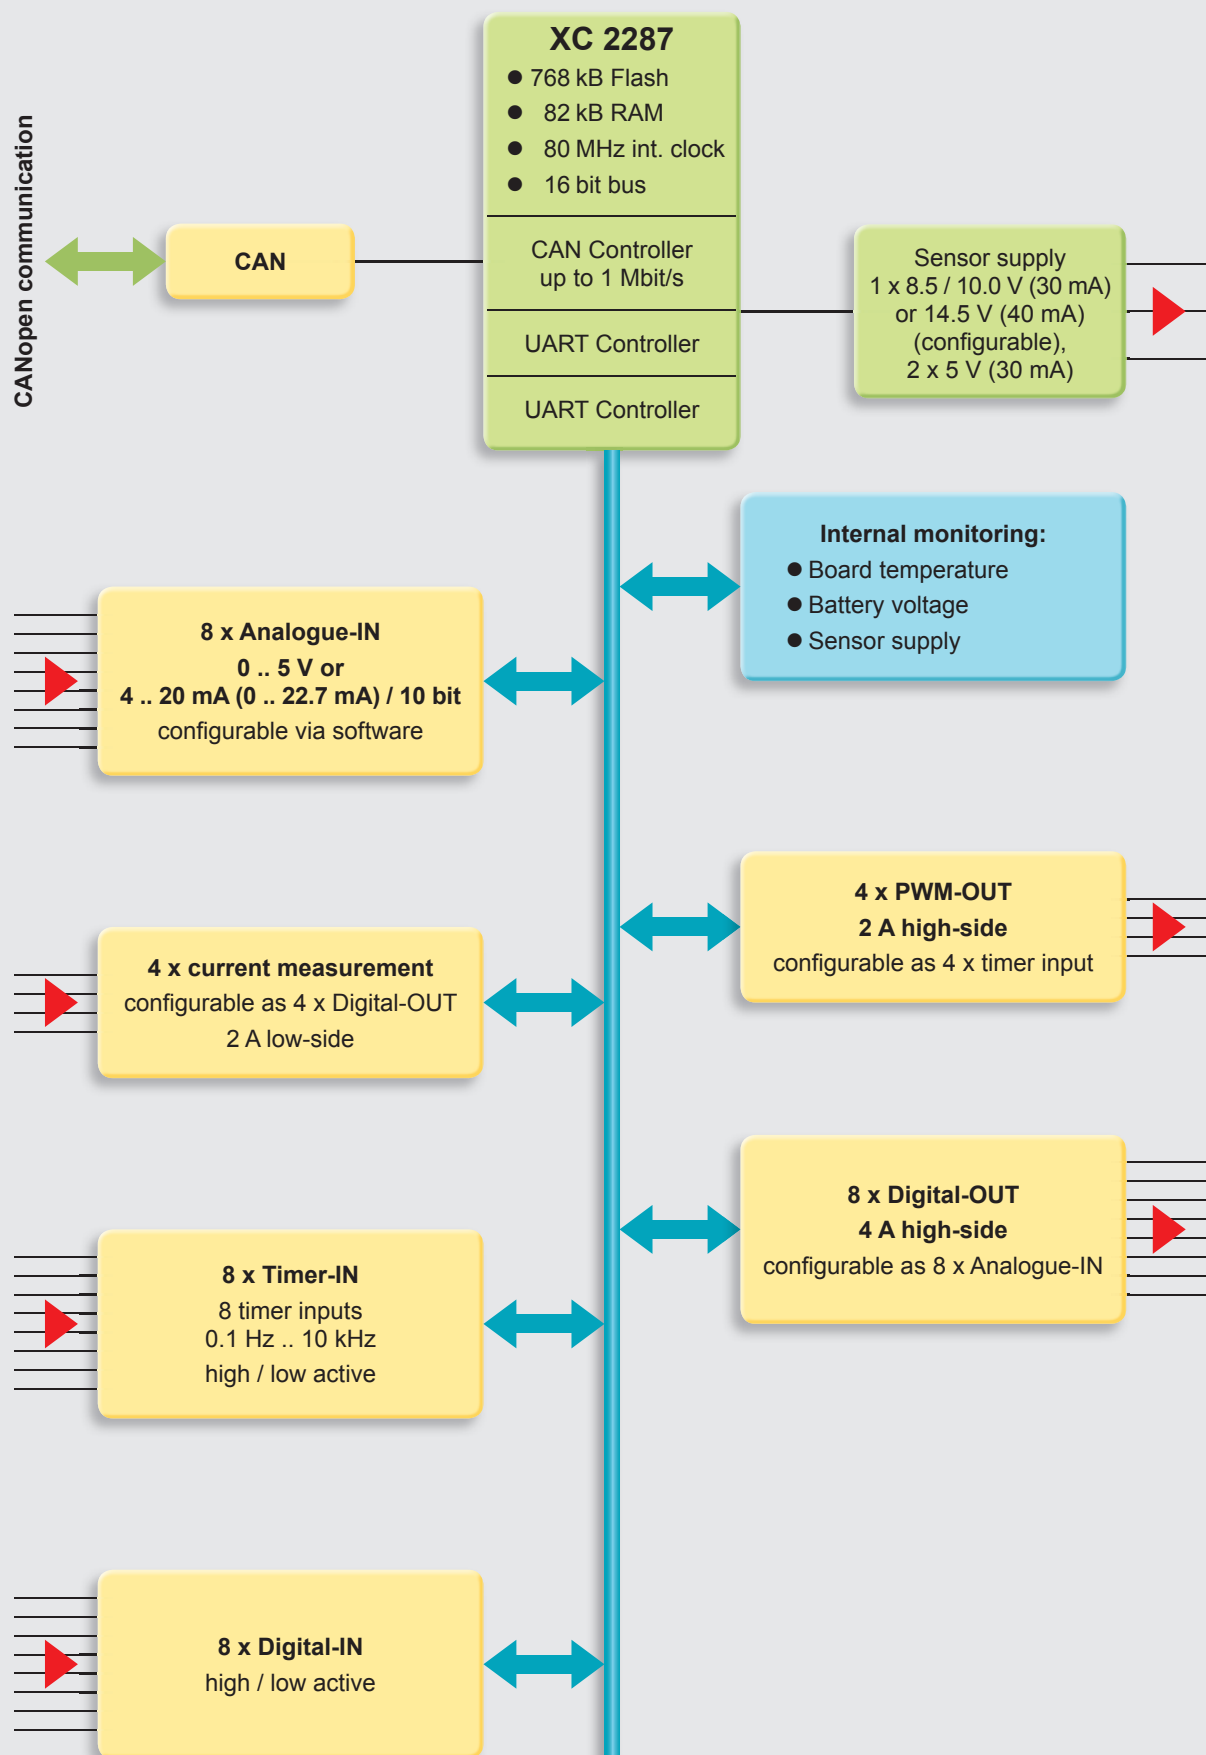 XC 2287
● 768 kB Flash
● 82 kB RAM
● 80 MHz int. clock
● 16 bit bus
CAN Controller
up to 1 Mbit/s
UART Controller
UART Controller
CANopen communication
CAN
Sensor supply
1 x 8.5 / 10.0 V (30 mA)
or 14.5 V (40 mA)
(configurable),
2 x 5 V (30 mA)
Internal monitoring:
● Board temperature
● Battery voltage
● Sensor supply
8 x Analogue-IN
0 .. 5 V or
4 .. 20 mA (0 .. 22.7 mA) / 10 bit
configurable via software
4 x PWM-OUT
2 A high-side
configurable as 4 x timer input
4 x current measurement
configurable as 4 x Digital-OUT
2 A low-side
8 x Digital-OUT
4 A high-side
configurable as 8 x Analogue-IN
8 x Timer-IN
8 timer inputs
0.1 Hz .. 10 kHz
high / low active
8 x Digital-IN
high / low active